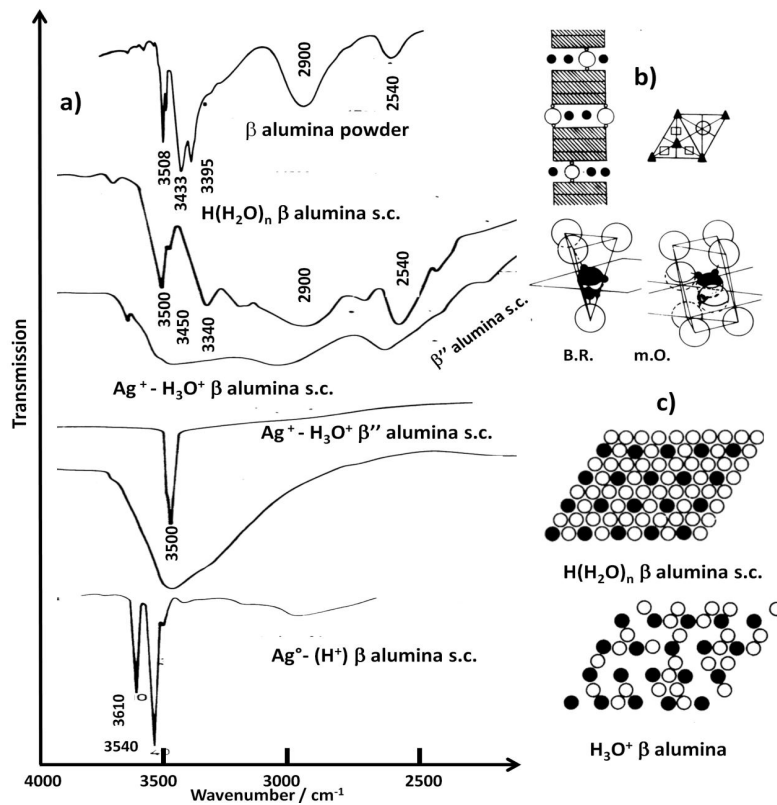 a)
2900
2540
β alumina powder
3508
3433
3395
H(H₂O)ₙ β alumina s.c.
2900
2540
3500
3450
3340
β’’ alumina s.c.
Ag⁺ - H₃O⁺ β alumina s.c.
Ag⁺ - H₃O⁺ β’’ alumina s.c.
3500
Ag° - (H⁺) β alumina s.c.
3610
3540
Transmission
4000
3500
3000
2500
Wavenumber / cm⁻¹
b)
B.R.
m.O.
c)
H(H₂O)ₙ β alumina s.c.
H₃O⁺ β alumina